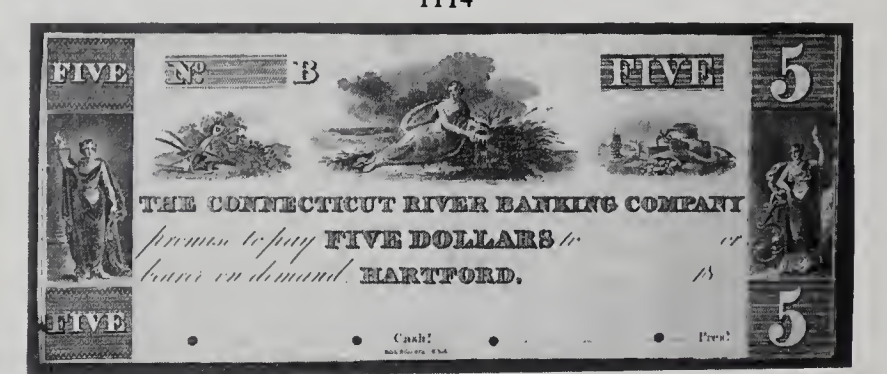 1114
FIVE Nº B FIVE 5
THE CONNECTICUT RIVER BANKING COMPANY
promise to pay FIVE DOLLARS to or
bearer on demand. HARTFORD. 18
FIVE 5
Cash! Pres!